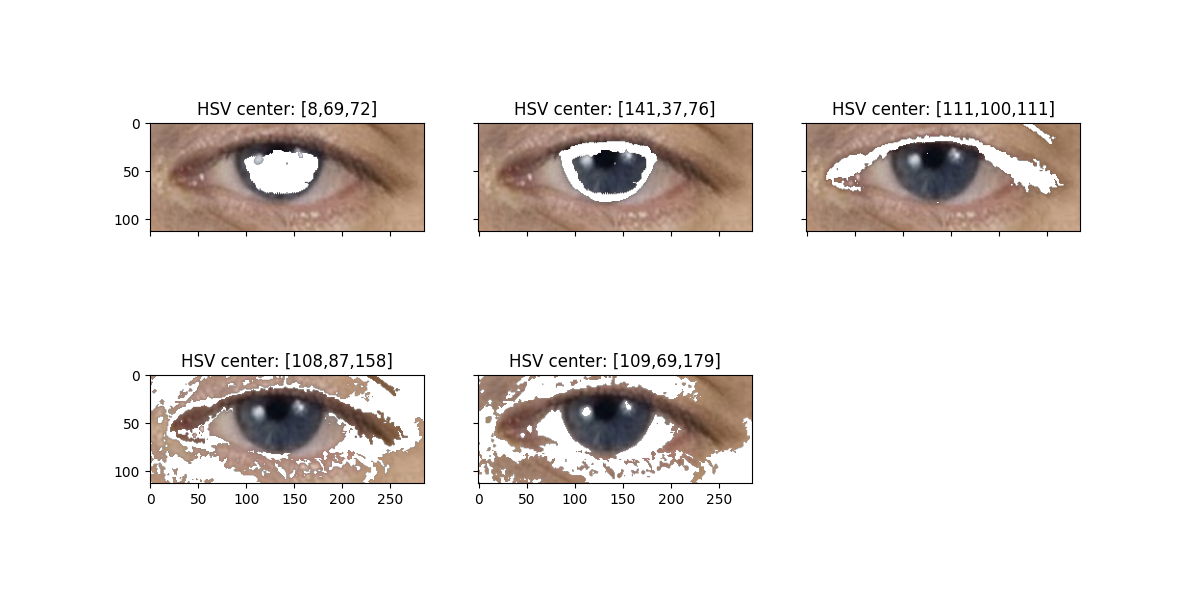 HSV center: [8,69,72]
HSV center: [141,37,76]
HSV center: [111,100,111]
0
50
100
HSV center: [108,87,158]
HSV center: [109,69,179]
0
50
100
0 50 100 150 200 250
0 50 100 150 200 250